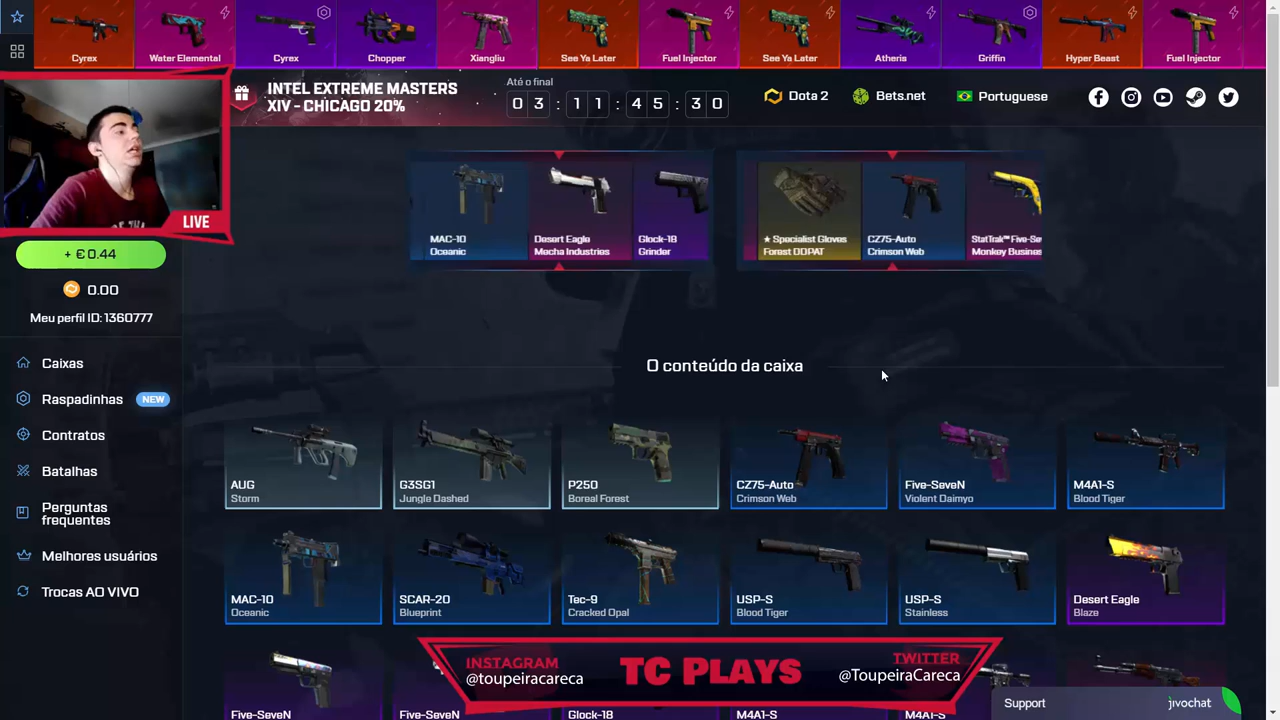 Cyrex
Water Elemental
Cyrex
Chopper
Xiangliu
See Ya Later
Fuel Injector
See Ya Later
Atheris
Griffin
Hyper Beast
Fuel Injector
INTEL EXTREME MASTERS
XIV - CHICAGO 20%
Até o final
0 3 : 1 1 : 4 5 : 3 0
Dota 2
Bets.net
Portuguese
LIVE
+ € 0.44
0.00
Meu perfil ID: 1360777
Caixas
Raspadinhas NEW
Contratos
Batalhas
Perguntas
frequentes
Melhores usuários
Trocas AO VIVO
MAC-10
Oceanic
Desert Eagle
Mecha Industries
Glock-18
Grinder
★ Specialist Gloves
Forest DDPAT
CZ75-Auto
Crimson Web
StatTrak™ Five-Se
Monkey Busines
O conteúdo da caixa
AUG
Storm
G3SG1
Jungle Dashed
P250
Boreal Forest
CZ75-Auto
Crimson Web
Five-SeveN
Violent Daimyo
M4A1-S
Blood Tiger
MAC-10
Oceanic
SCAR-20
Blueprint
Tec-9
Cracked Opal
USP-S
Blood Tiger
USP-S
Stainless
Desert Eagle
Blaze
Five-SeveN
Five-SeveN
Glock-18
M4A1-S
M4A1-S
INSTAGRAM
@toupeiracareca
TC PLAYS
TWITTER
@ToupeiraCareca
Support
jivochat